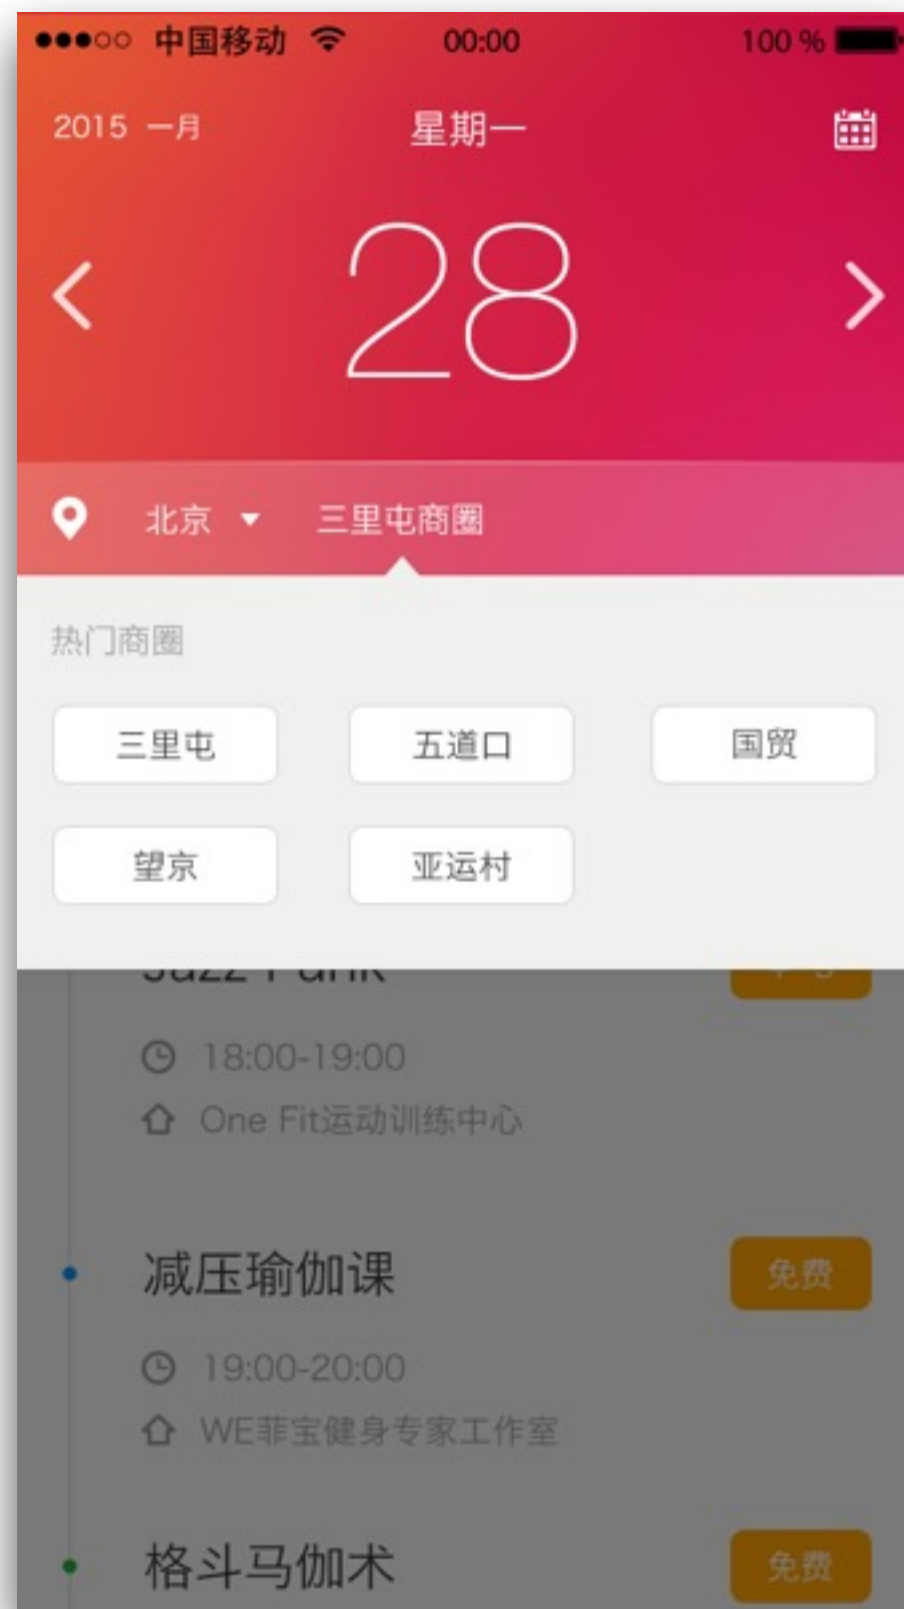 中国移动 00:00 100 %
2015 一月 星期一
28
北京 三里屯商圈
热门商圈
三里屯 五道口 国贸
望京 亚运村
Jazz Funk
18:00-19:00
One Fit运动训练中心
减压瑜伽课 免费
19:00-20:00
WE菲宝健身专家工作室
格斗马伽术 免费